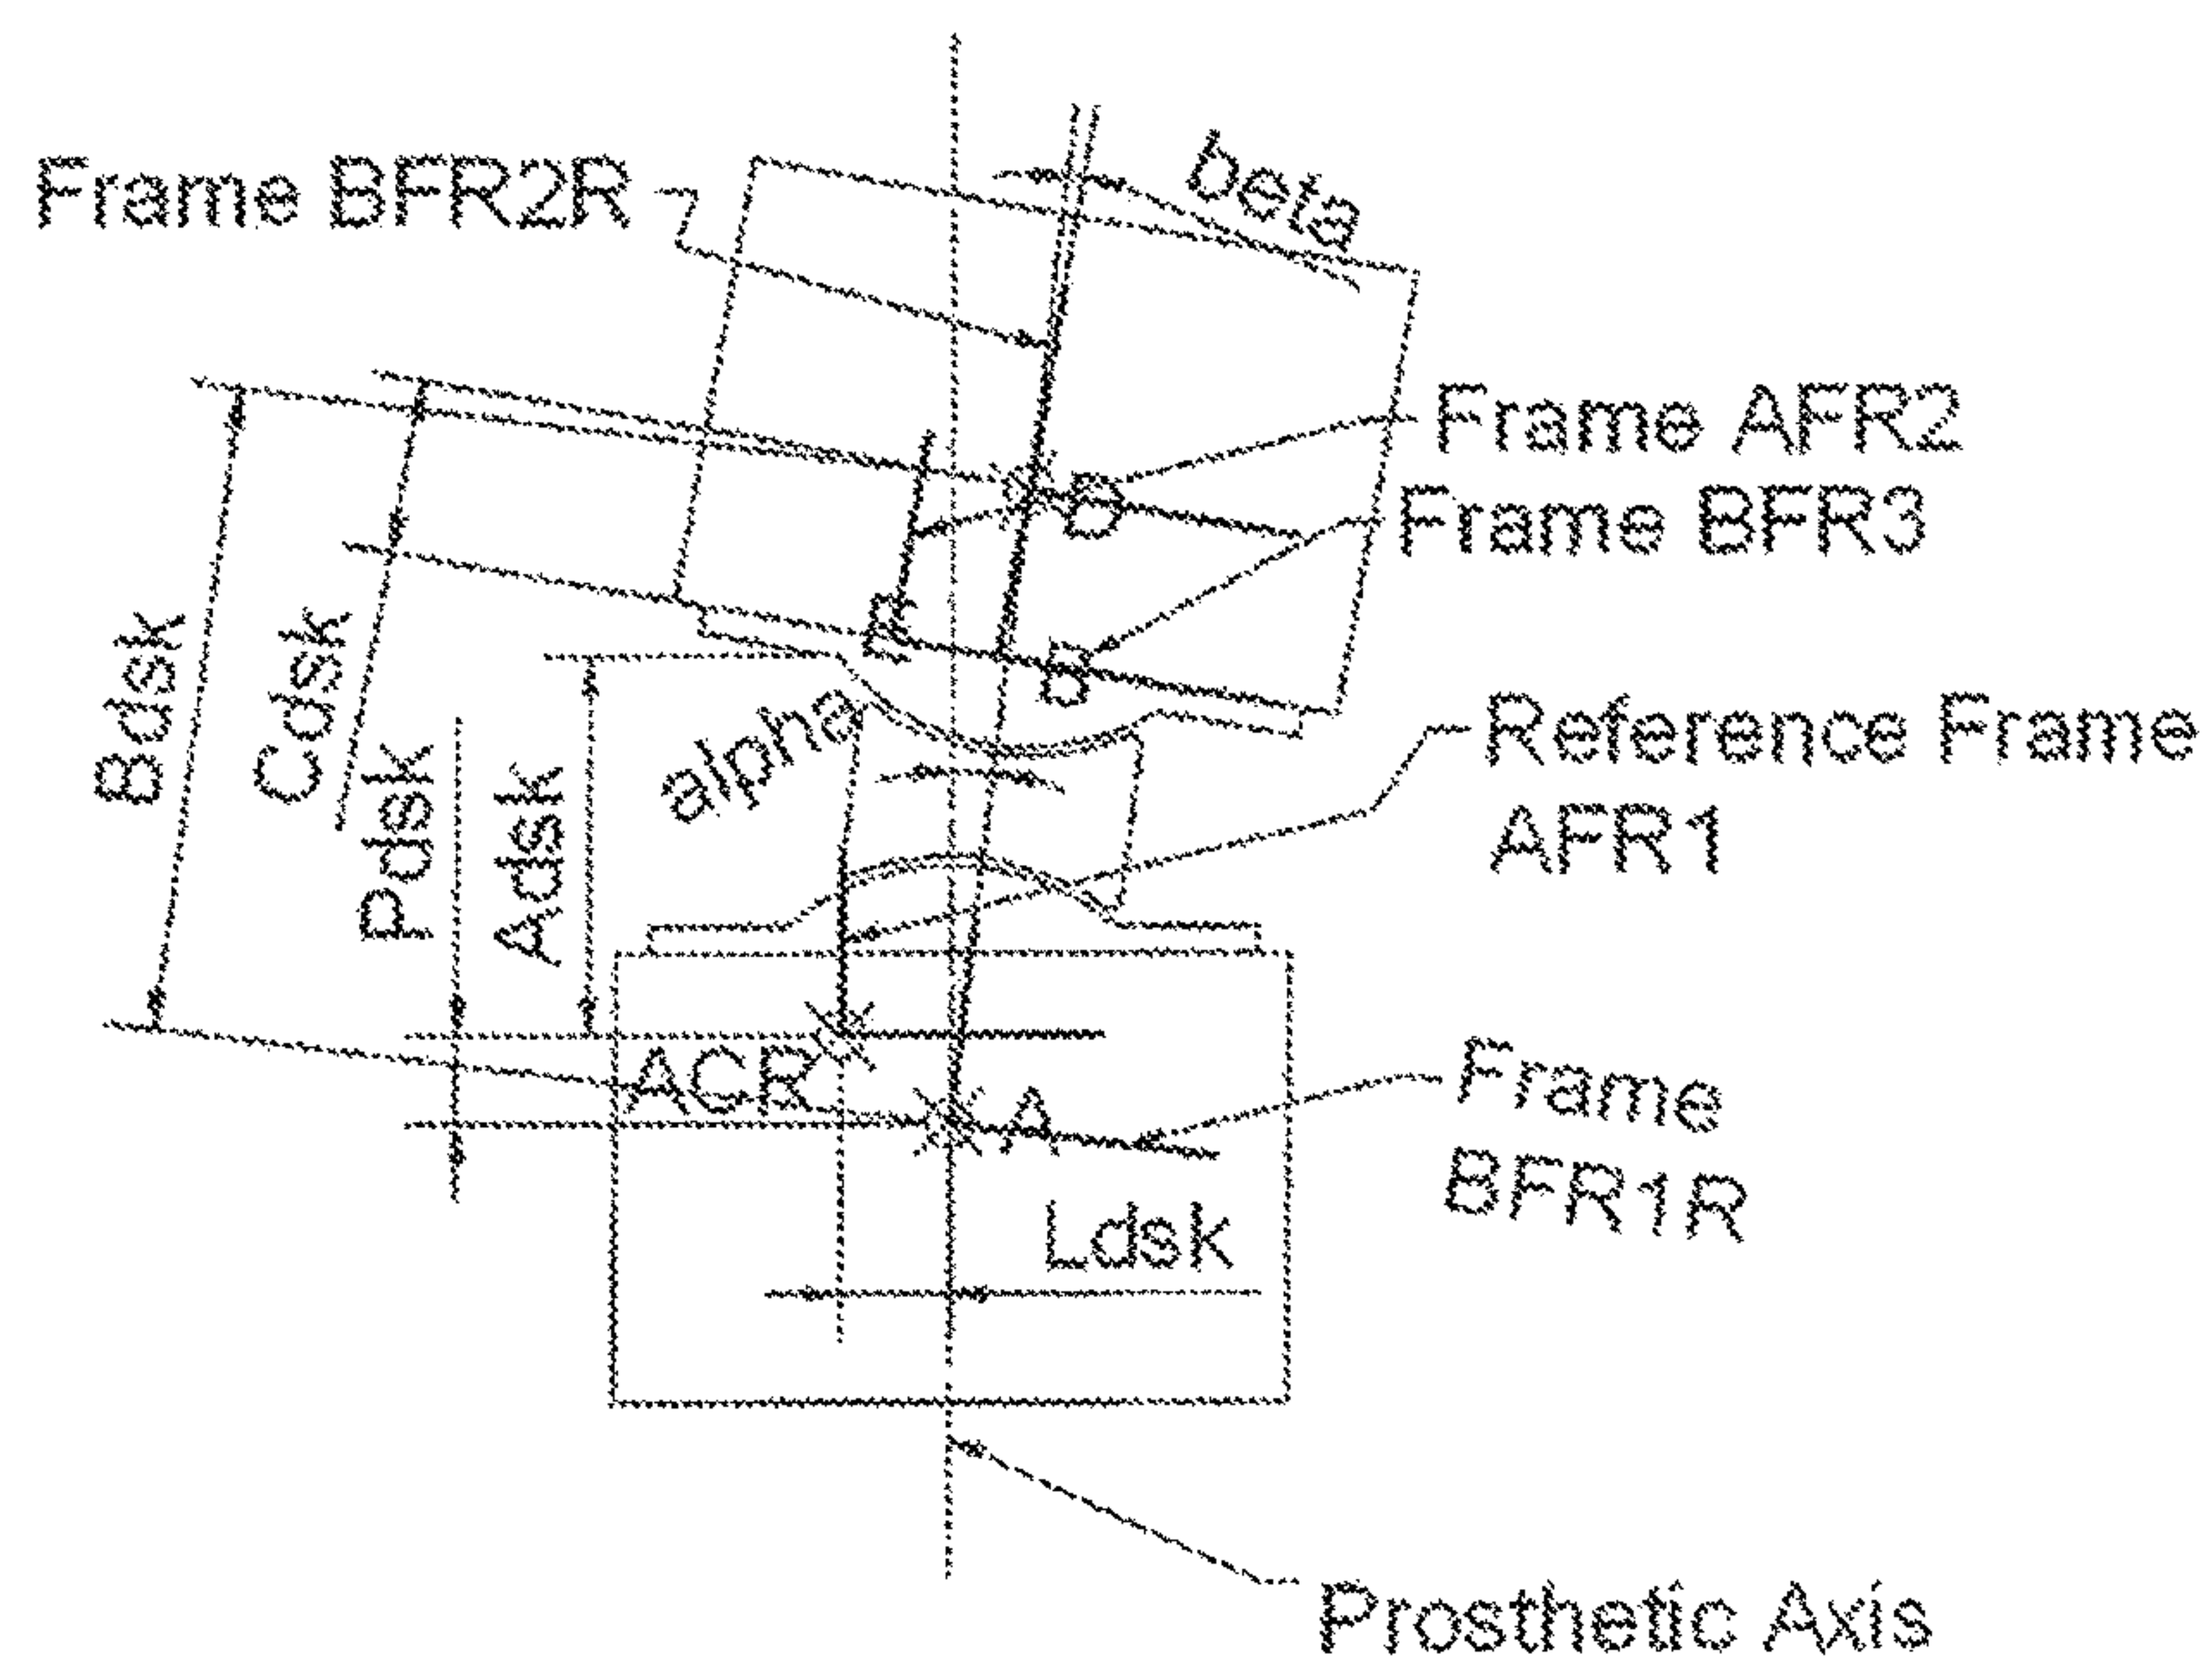 beta
Frame BFR2R
Frame AFR2
D
Frame BFR3
B
Bdsk
Cdsk
Pdsk
Adsk
alpha
Reference Frame
AFR1
ACR
A
Frame
BFR1R
Ldsk
Prosthetic Axis